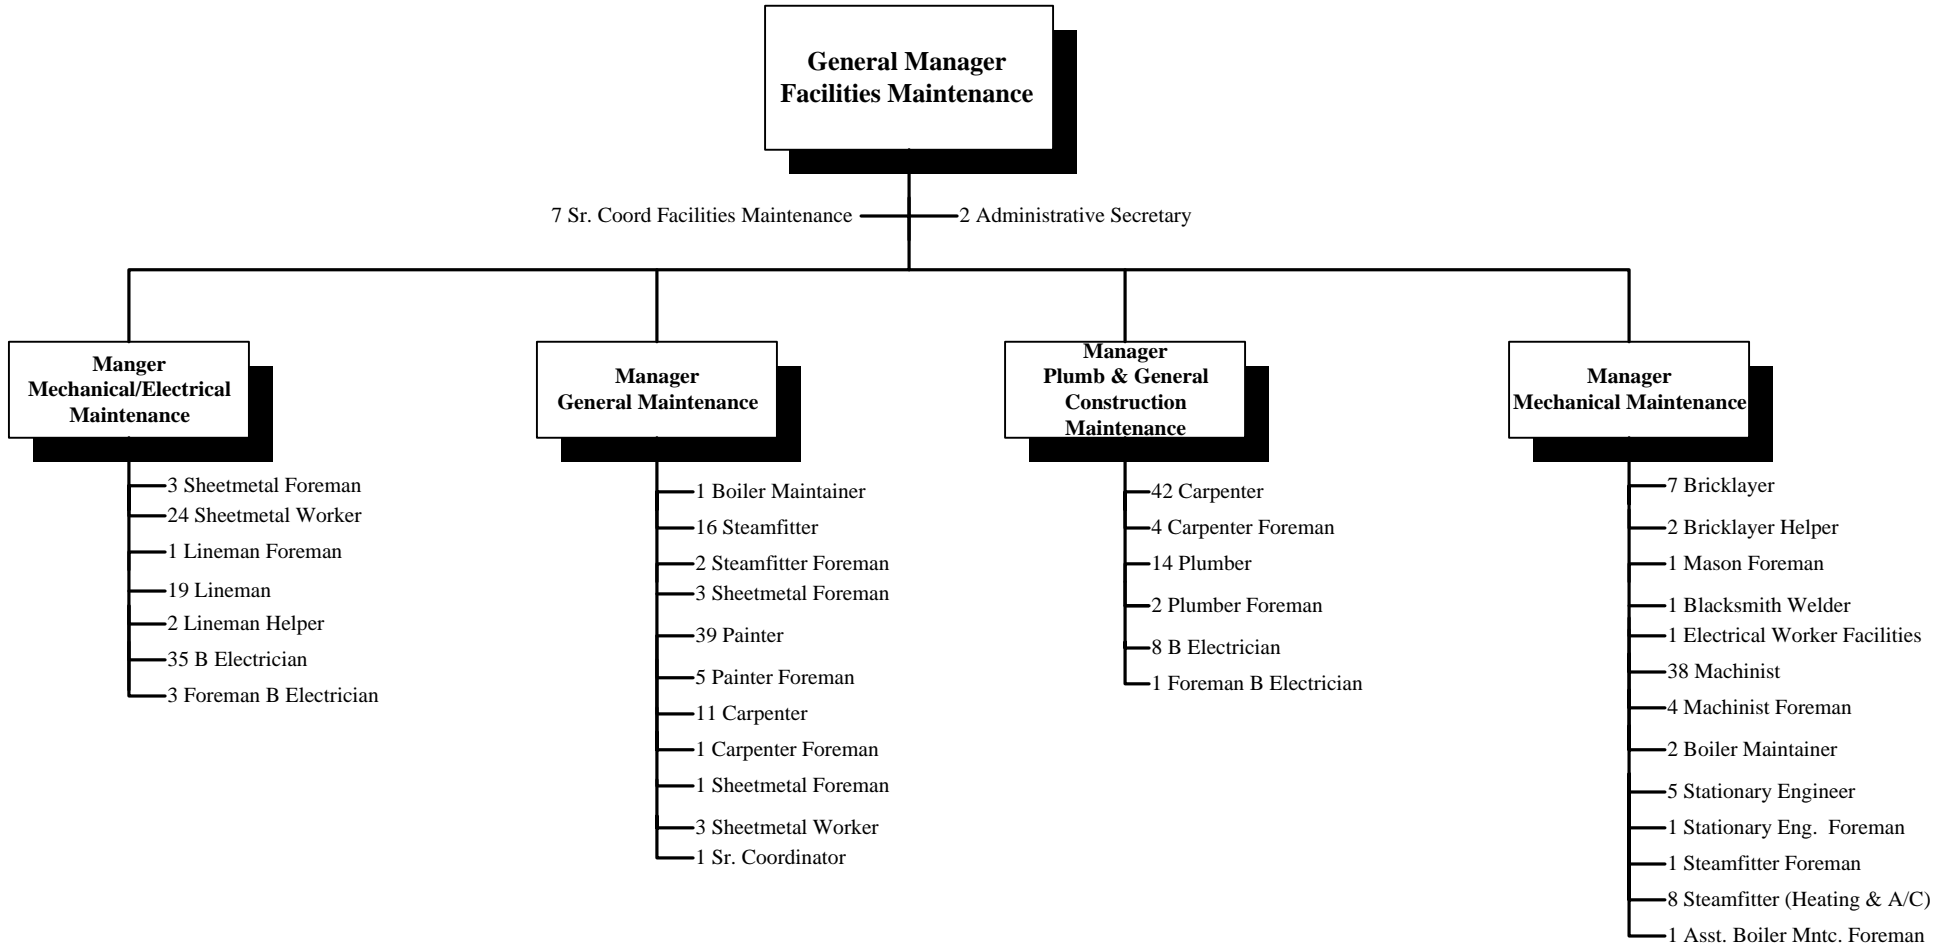 General Manager
Facilities Maintenance
7 Sr. Coord Facilities Maintenance
2 Administrative Secretary
Manger
Mechanical/Electrical
Maintenance
3 Sheetmetal Foreman
24 Sheetmetal Worker
1 Lineman Foreman
19 Lineman
2 Lineman Helper
35 B Electrician
3 Foreman B Electrician
Manager
General Maintenance
1 Boiler Maintainer
16 Steamfitter
2 Steamfitter Foreman
3 Sheetmetal Foreman
39 Painter
5 Painter Foreman
11 Carpenter
1 Carpenter Foreman
1 Sheetmetal Foreman
3 Sheetmetal Worker
1 Sr. Coordinator
Manager
Plumb & General
Construction
Maintenance
42 Carpenter
4 Carpenter Foreman
14 Plumber
2 Plumber Foreman
8 B Electrician
1 Foreman B Electrician
Manager
Mechanical Maintenance
7 Bricklayer
2 Bricklayer Helper
1 Mason Foreman
1 Blacksmith Welder
1 Electrical Worker Facilities
38 Machinist
4 Machinist Foreman
2 Boiler Maintainer
5 Stationary Engineer
1 Stationary Eng. Foreman
1 Steamfitter Foreman
8 Steamfitter (Heating & A/C)
1 Asst. Boiler Mntc. Foreman